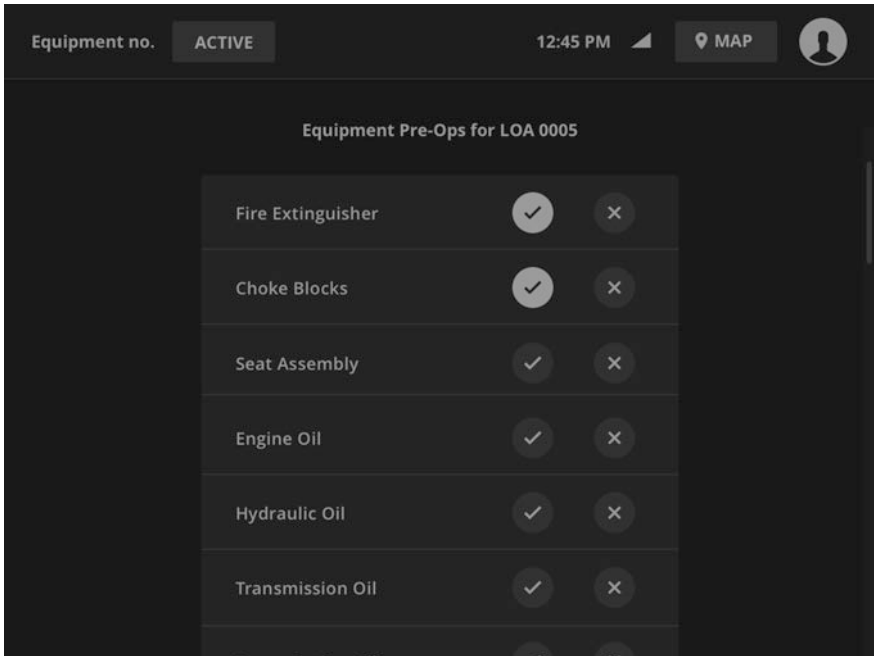 Equipment no. ACTIVE 12:45 PM MAP
Equipment Pre-Ops for LOA 0005
Fire Extinguisher
Choke Blocks
Seat Assembly
Engine Oil
Hydraulic Oil
Transmission Oil